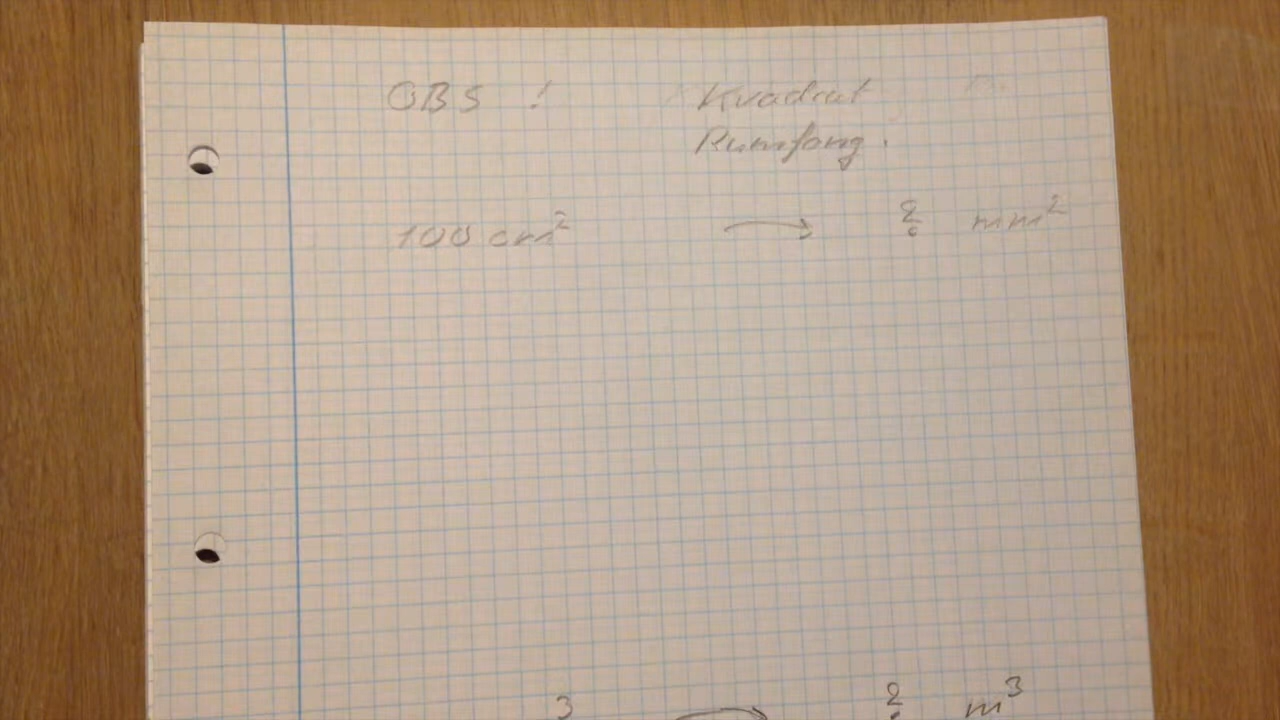 OBS !
Kvadrat
Rumfang.
100 cm² → ? mm²
3 → ? m³